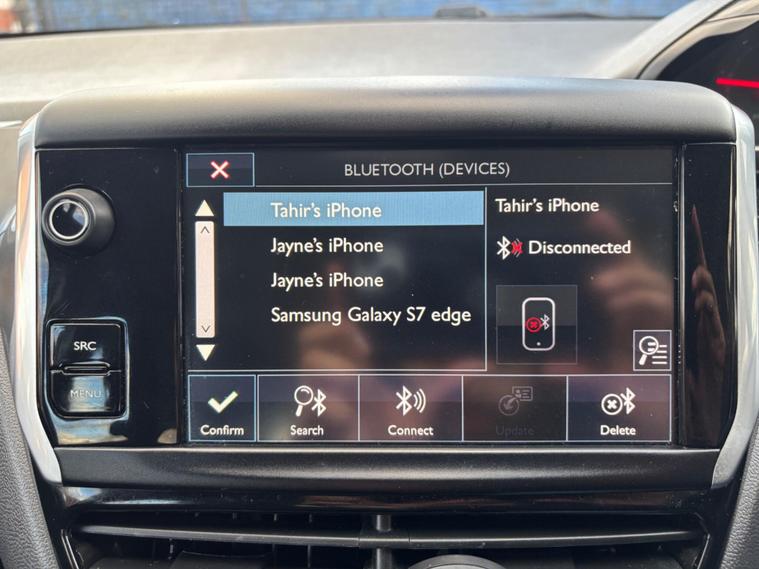 BLUETOOTH (DEVICES)
Tahir's iPhone
Jayne's iPhone
Jayne's iPhone
Samsung Galaxy S7 edge
Tahir's iPhone
Disconnected
SRC
MENU
Confirm
Search
Connect
Update
Delete